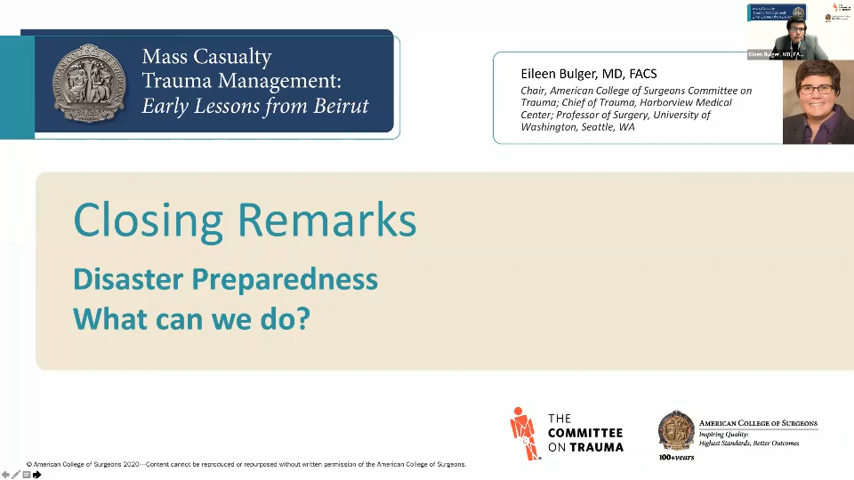 Mass Casualty
Trauma Management:
Early Lessons from Beirut
Eileen Bulger, MD, FACS
Chair, American College of Surgeons Committee on
Trauma; Chief of Trauma, Harborview Medical
Center; Professor of Surgery, University of
Washington, Seattle, WA
Eileen Bulger, MD, FA...
Closing Remarks
Disaster Preparedness
What can we do?
THE
COMMITTEE
ON TRAUMA
AMERICAN COLLEGE OF SURGEONS
Inspiring Quality:
Highest Standards, Better Outcomes
100+years
© American College of Surgeons 2020—Content cannot be reproduced or repurposed without written permission of the American College of Surgeons.